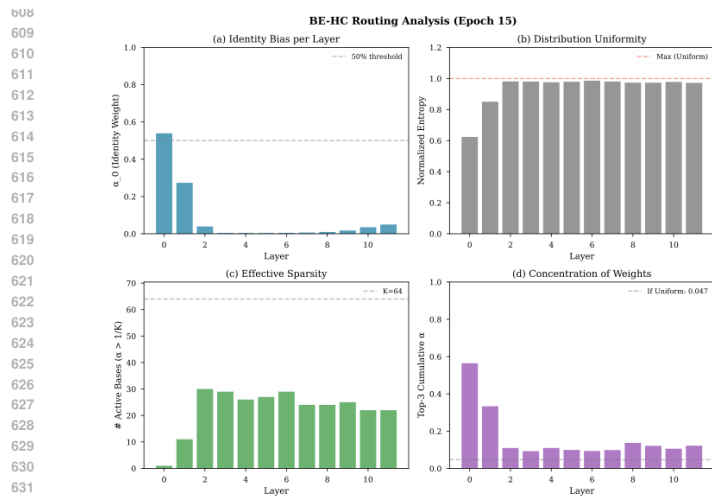 608
609
610
611
612
613
614
615
616
617
618
619
620
621
622
623
624
625
626
627
628
629
630
631
BE-HC Routing Analysis (Epoch 15)
(a) Identity Bias per Layer
1.0
0.8
0.6
0.4
0.2
0.0
α_0 (Identity Weight)
50% threshold
0 2 4 6 8 10
Layer
(b) Distribution Uniformity
1.2
1.0
0.8
0.6
0.4
0.2
0.0
Normalized Entropy
Max (Uniform)
0 2 4 6 8 10
Layer
(c) Effective Sparsity
70
60
50
40
30
20
10
0
# Active Bases (α > 1/K)
K=64
0 2 4 6 8 10
Layer
(d) Concentration of Weights
1.0
0.8
0.6
0.4
0.2
0.0
Top-3 Cumulative α
If Uniform: 0.047
0 2 4 6 8 10
Layer